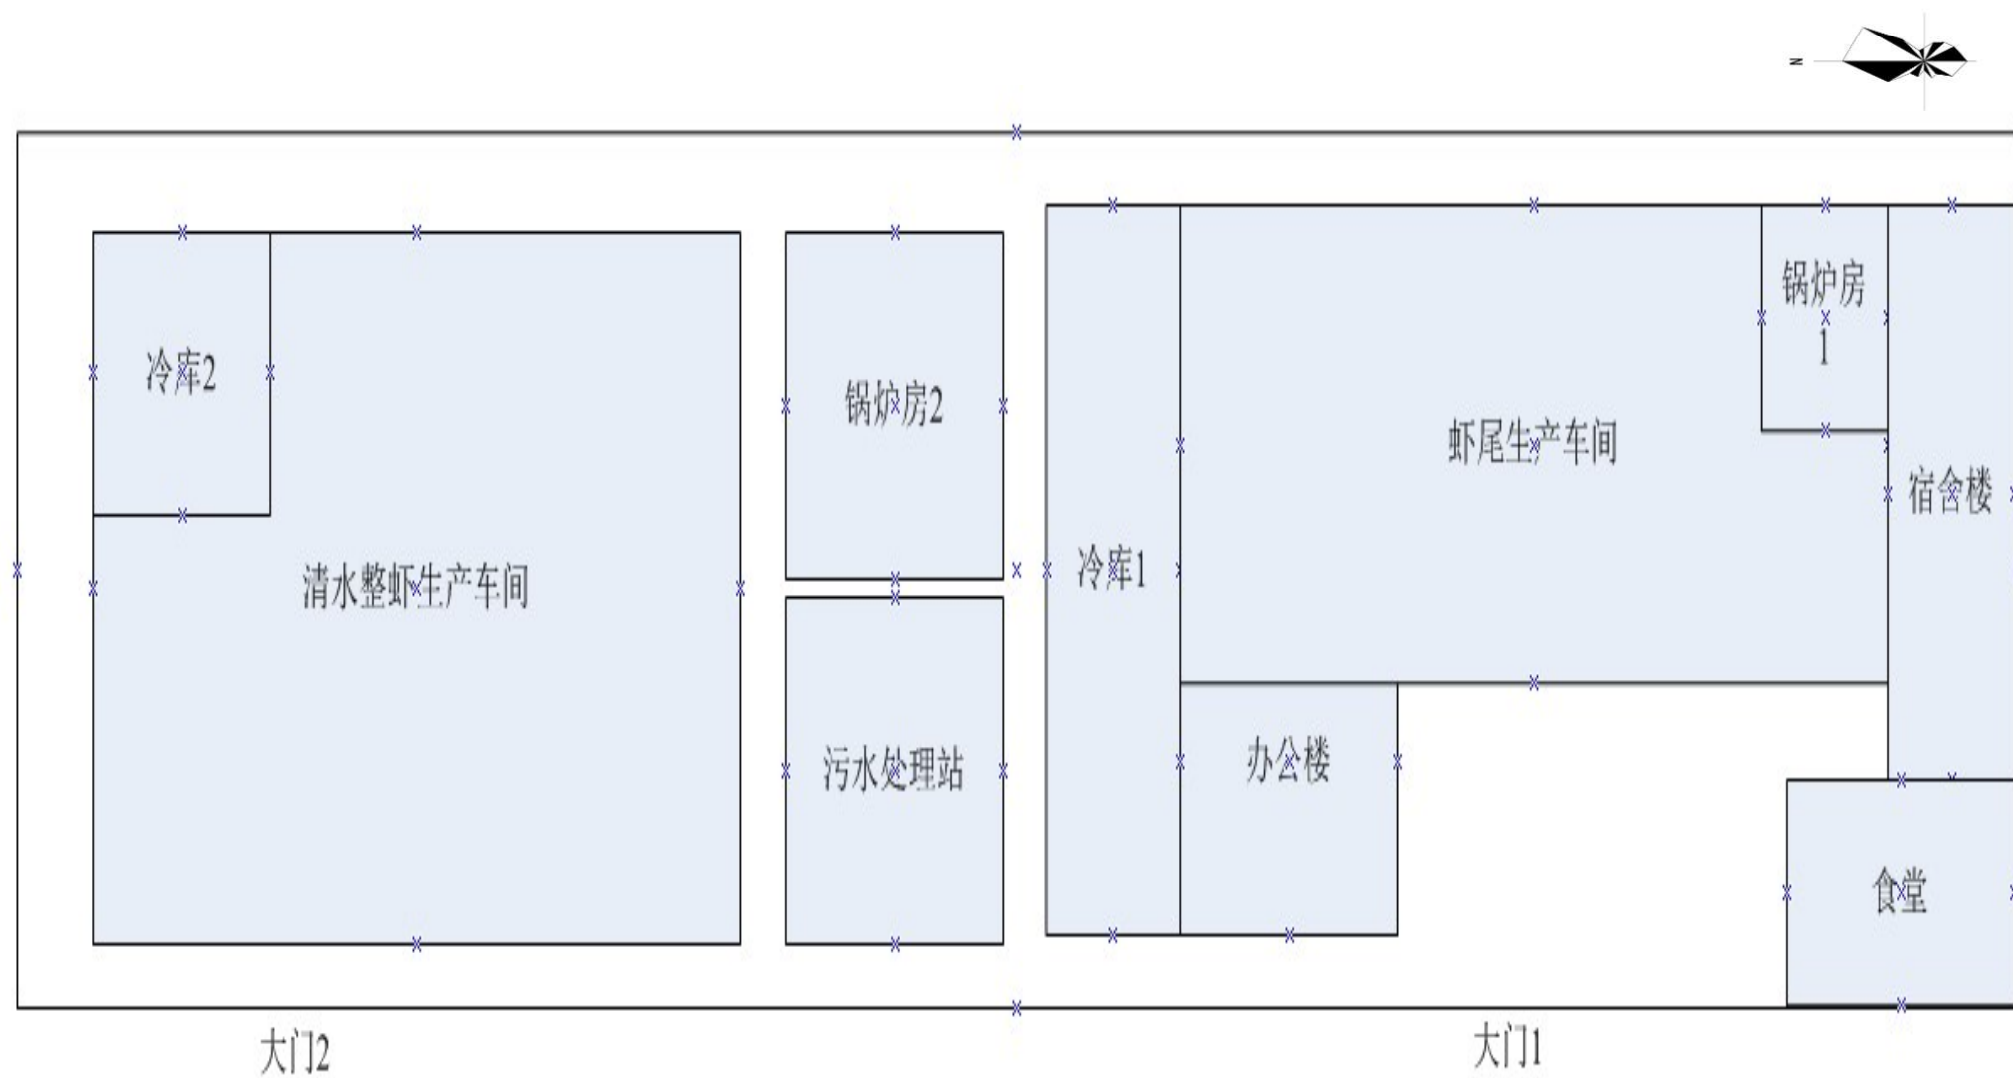 N
锅炉房
1
冷库2
锅炉房2
虾尾生产车间
宿舍楼
冷库1
清水整虾生产车间
污水处理站
办公楼
食堂
大门2
大门1